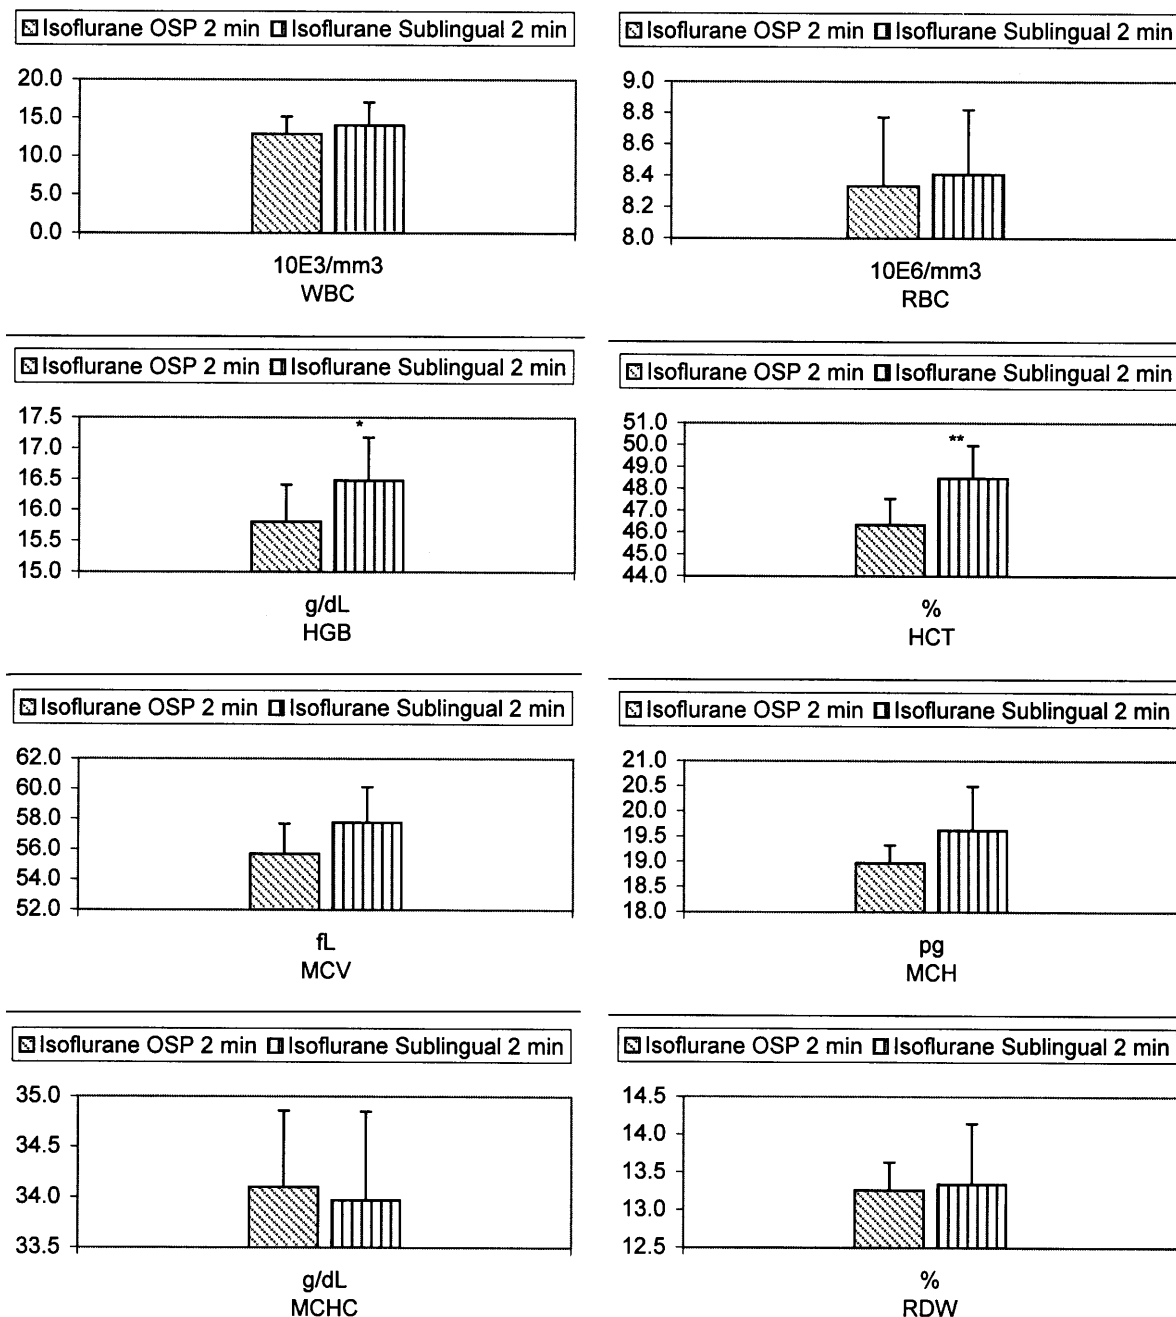 Isoflurane OSP 2 min Isoflurane Sublingual 2 min
20.0
15.0
10.0
5.0
0.0
10E3/mm3
WBC
Isoflurane OSP 2 min Isoflurane Sublingual 2 min
9.0
8.8
8.6
8.4
8.2
8.0
10E6/mm3
RBC
Isoflurane OSP 2 min Isoflurane Sublingual 2 min
17.5
17.0
16.5
16.0
15.5
15.0
*
g/dL
HGB
Isoflurane OSP 2 min Isoflurane Sublingual 2 min
51.0
50.0
49.0
48.0
47.0
46.0
45.0
44.0
**
%
HCT
Isoflurane OSP 2 min Isoflurane Sublingual 2 min
62.0
60.0
58.0
56.0
54.0
52.0
fL
MCV
Isoflurane OSP 2 min Isoflurane Sublingual 2 min
21.0
20.5
20.0
19.5
19.0
18.5
18.0
pg
MCH
Isoflurane OSP 2 min Isoflurane Sublingual 2 min
35.0
34.5
34.0
33.5
g/dL
MCHC
Isoflurane OSP 2 min Isoflurane Sublingual 2 min
14.5
14.0
13.5
13.0
12.5
%
RDW